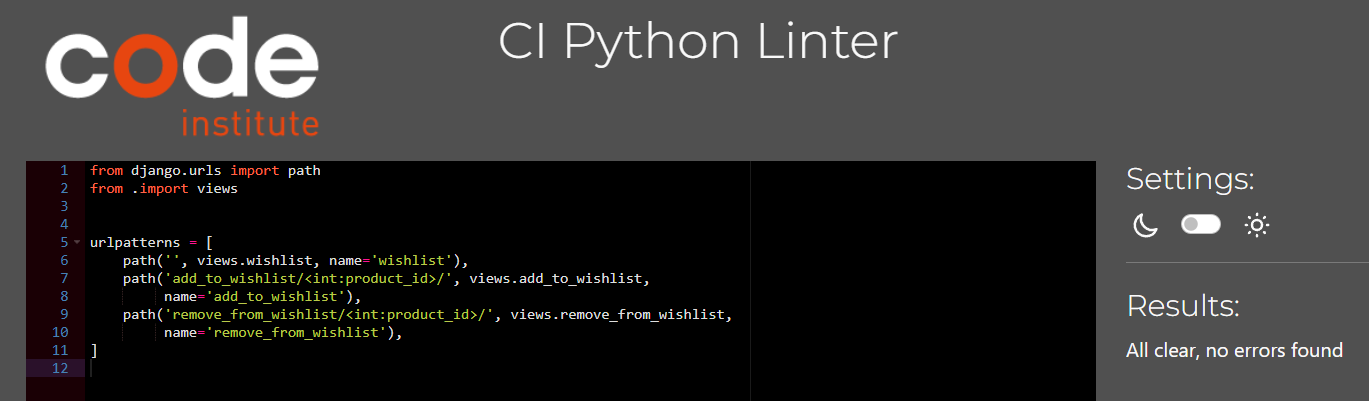 code
institute
CI Python Linter
1 from django.urls import path
2 from .import views
3
4
5 urlpatterns = [
6     path('', views.wishlist, name='wishlist'),
7     path('add_to_wishlist/<int:product_id>/', views.add_to_wishlist,
8          name='add_to_wishlist'),
9     path('remove_from_wishlist/<int:product_id>/', views.remove_from_wishlist,
10          name='remove_from_wishlist'),
11 ]
12
Settings:
Results:
All clear, no errors found